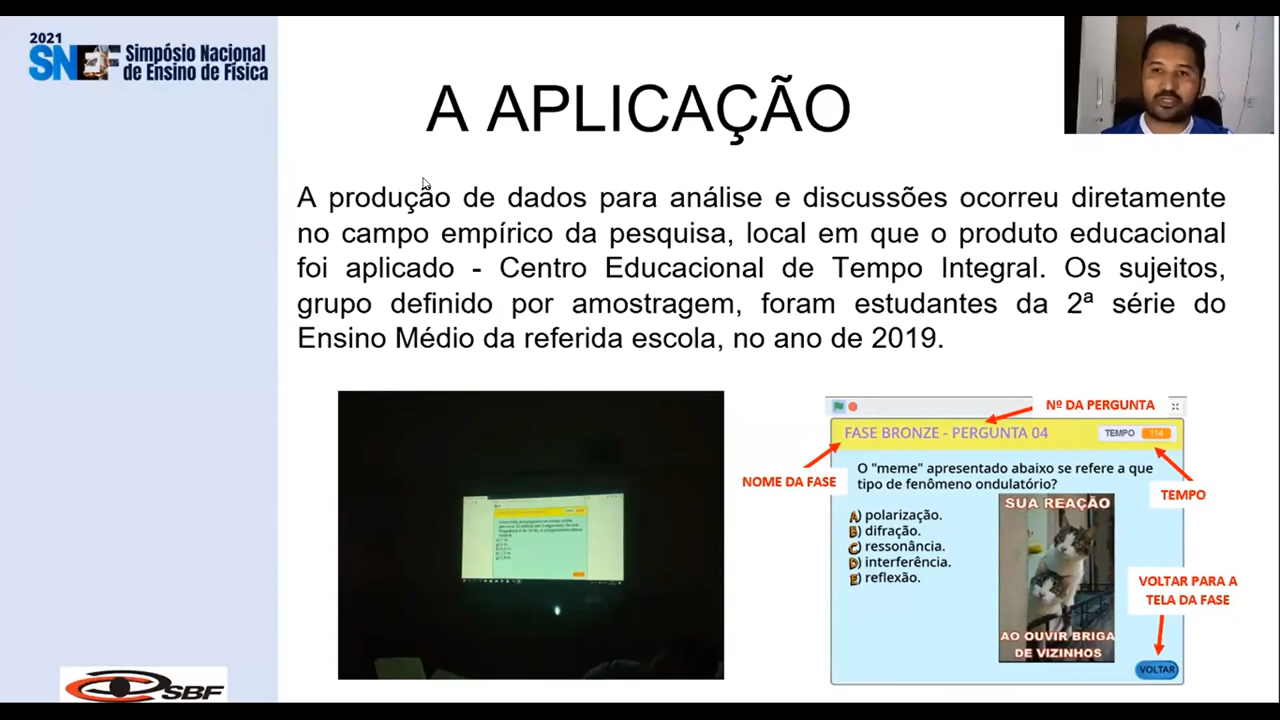 2021
SNEF Simpósio Nacional
de Ensino de Física
A APLICAÇÃO
A produção de dados para análise e discussões ocorreu diretamente
no campo empírico da pesquisa, local em que o produto educacional
foi aplicado - Centro Educacional de Tempo Integral. Os sujeitos,
grupo definido por amostragem, foram estudantes da 2ª série do
Ensino Médio da referida escola, no ano de 2019.
Nº DA PERGUNTA
FASE BRONZE - PERGUNTA 04
TEMPO 114
NOME DA FASE
O "meme" apresentado abaixo se refere a que
tipo de fenômeno ondulatório?
TEMPO
A) polarização.
B) difração.
C) ressonância.
D) interferência.
E) reflexão.
SUA REAÇÃO
AO OUVIR BRIGA
DE VIZINHOS
VOLTAR PARA A
TELA DA FASE
VOLTAR
SBF